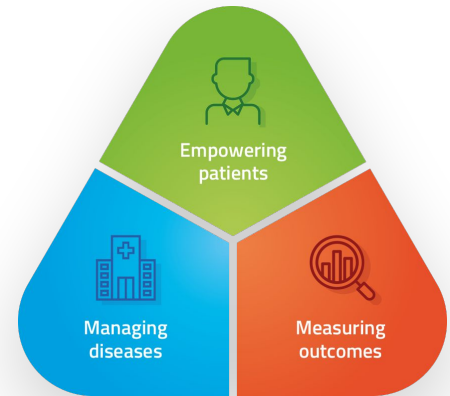 Empowering
patients
Managing
diseases
Measuring
outcomes